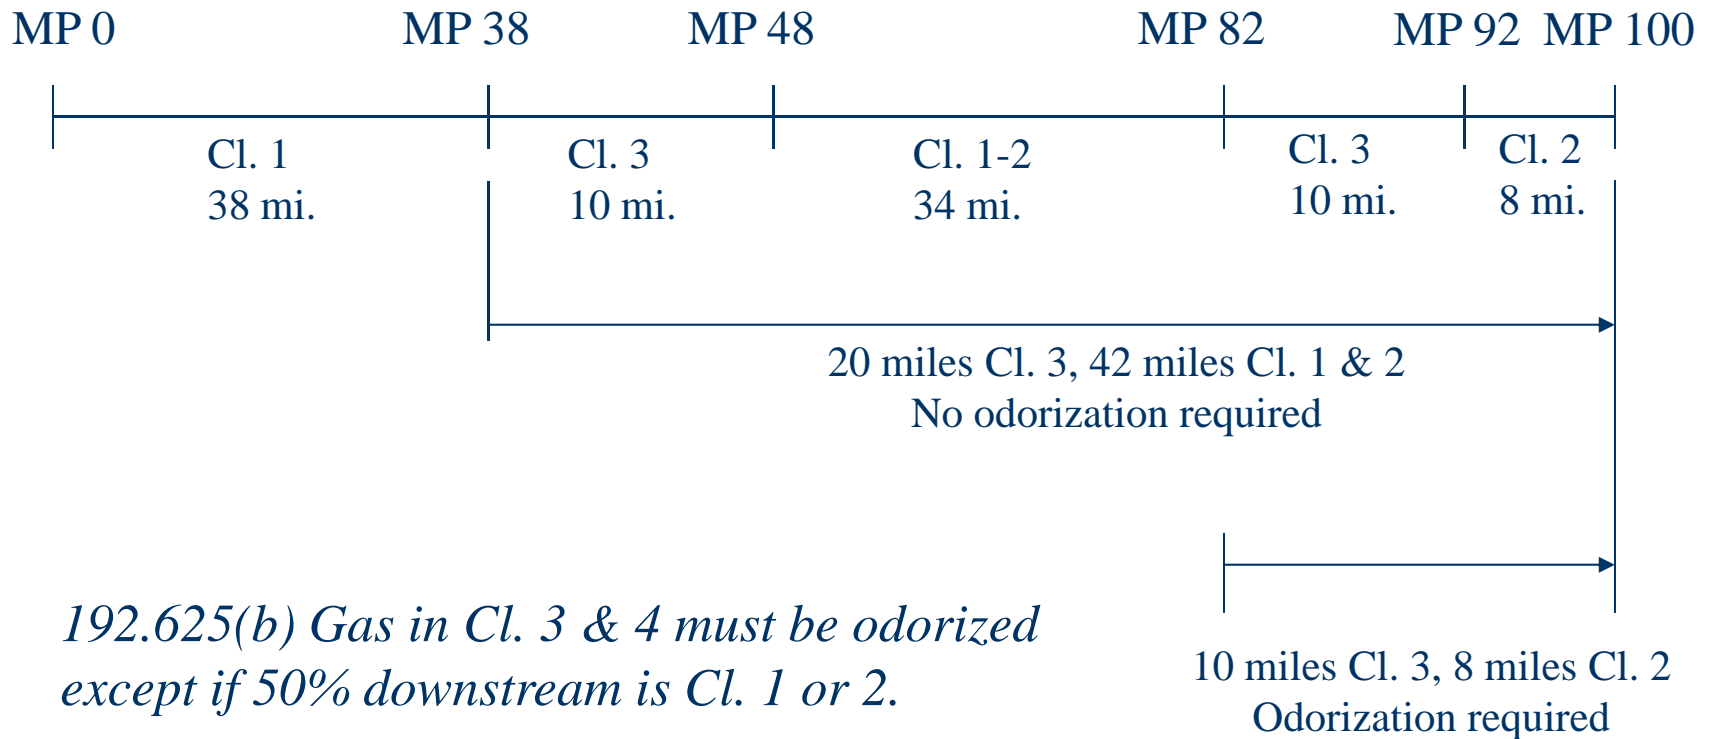 MP 0 MP 38 MP 48 MP 82 MP 92 MP 100
Cl. 1 Cl. 3 Cl. 1-2 Cl. 3 Cl. 2
38 mi. 10 mi. 34 mi. 10 mi. 8 mi.
20 miles Cl. 3, 42 miles Cl. 1 & 2
No odorization required
192.625(b) Gas in Cl. 3 & 4 must be odorized
except if 50% downstream is Cl. 1 or 2.
10 miles Cl. 3, 8 miles Cl. 2
Odorization required